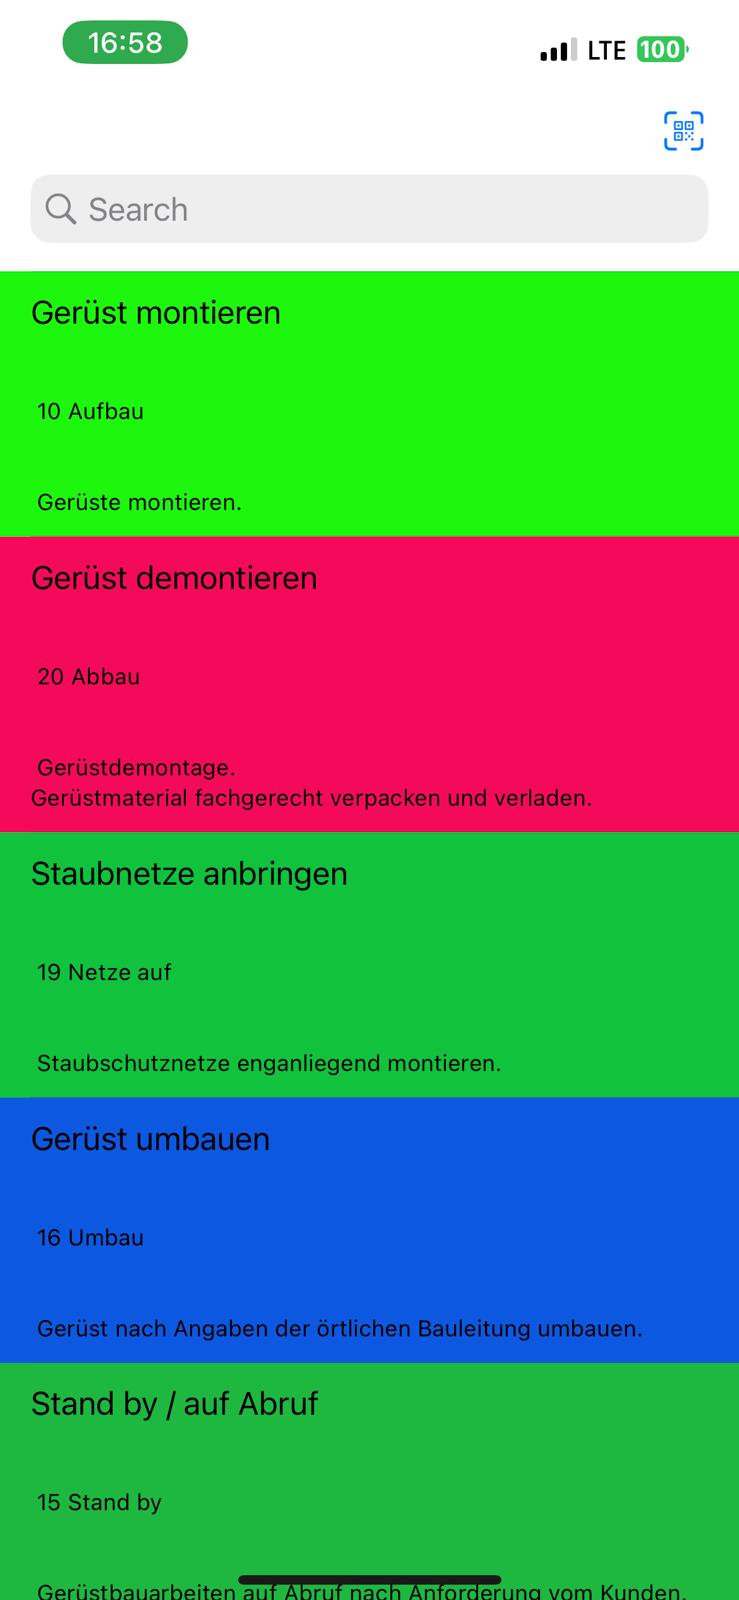 16:58
LTE 100
Search
Gerüst montieren
10 Aufbau
Gerüste montieren.
Gerüst demontieren
20 Abbau
Gerüstdemontage.
Gerüstmaterial fachgerecht verpacken und verladen.
Staubnetze anbringen
19 Netze auf
Staubschutznetze enganliegend montieren.
Gerüst umbauen
16 Umbau
Gerüst nach Angaben der örtlichen Bauleitung umbauen.
Stand by / auf Abruf
15 Stand by
Gerüstbauarbeiten auf Abruf nach Anforderung vom Kunden.